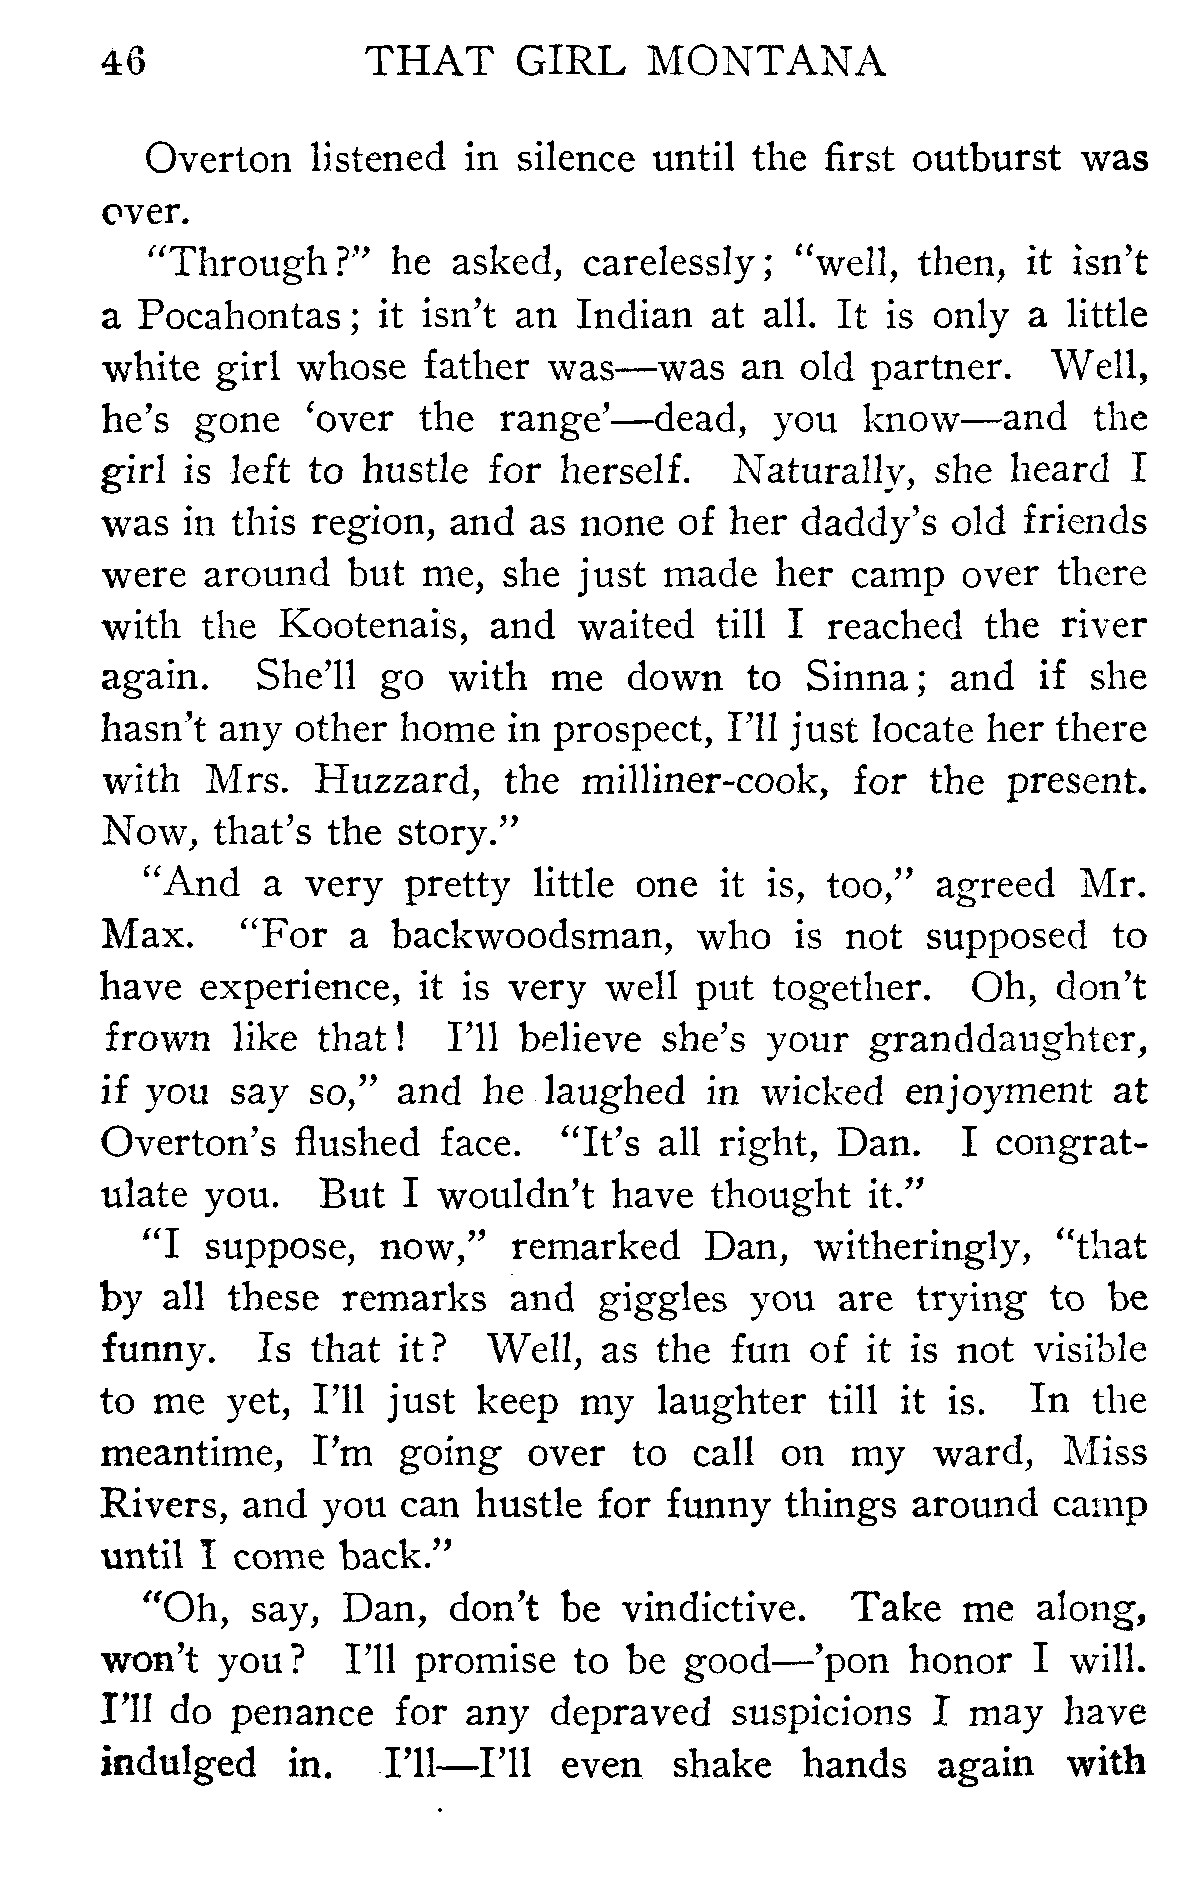 46 THAT GIRL MONTANA
Overton listened in silence until the first outburst was
over.
“Through?” he asked, carelessly; “well, then, it isn’t
a Pocahontas; it isn’t an Indian at all. It is only a little
white girl whose father was—was an old partner. Well,
he’s gone ‘over the range’—dead, you know—and the
girl is left to hustle for herself. Naturally, she heard I
was in this region, and as none of her daddy’s old friends
were around but me, she just made her camp over there
with the Kootenais, and waited till I reached the river
again. She’ll go with me down to Sinna; and if she
hasn’t any other home in prospect, I’ll just locate her there
with Mrs. Huzzard, the milliner-cook, for the present.
Now, that’s the story.”
“And a very pretty little one it is, too,” agreed Mr.
Max. “For a backwoodsman, who is not supposed to
have experience, it is very well put together. Oh, don’t
frown like that! I’ll believe she’s your granddaughter,
if you say so,” and he laughed in wicked enjoyment at
Overton’s flushed face. “It’s all right, Dan. I congrat-
ulate you. But I wouldn’t have thought it.”
“I suppose, now,” remarked Dan, witheringly, “that
by all these remarks and giggles you are trying to be
funny. Is that it? Well, as the fun of it is not visible
to me yet, I’ll just keep my laughter till it is. In the
meantime, I’m going over to call on my ward, Miss
Rivers, and you can hustle for funny things around camp
until I come back.”
“Oh, say, Dan, don’t be vindictive. Take me along,
won’t you? I’ll promise to be good—’pon honor I will.
I’ll do penance for any depraved suspicions I may have
indulged in. I’ll—I’ll even shake hands again with